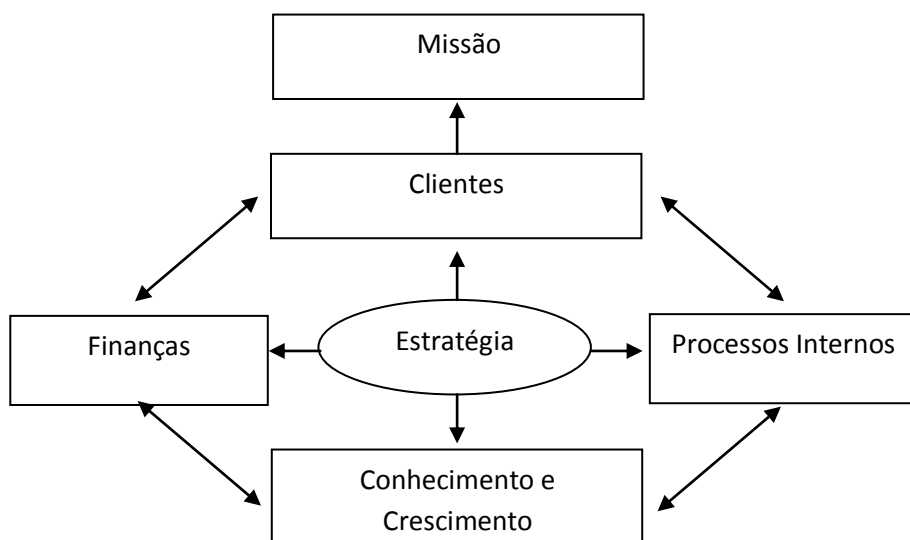 Missão
Clientes
Finanças
Estratégia
Processos Internos
Conhecimento e
Crescimento